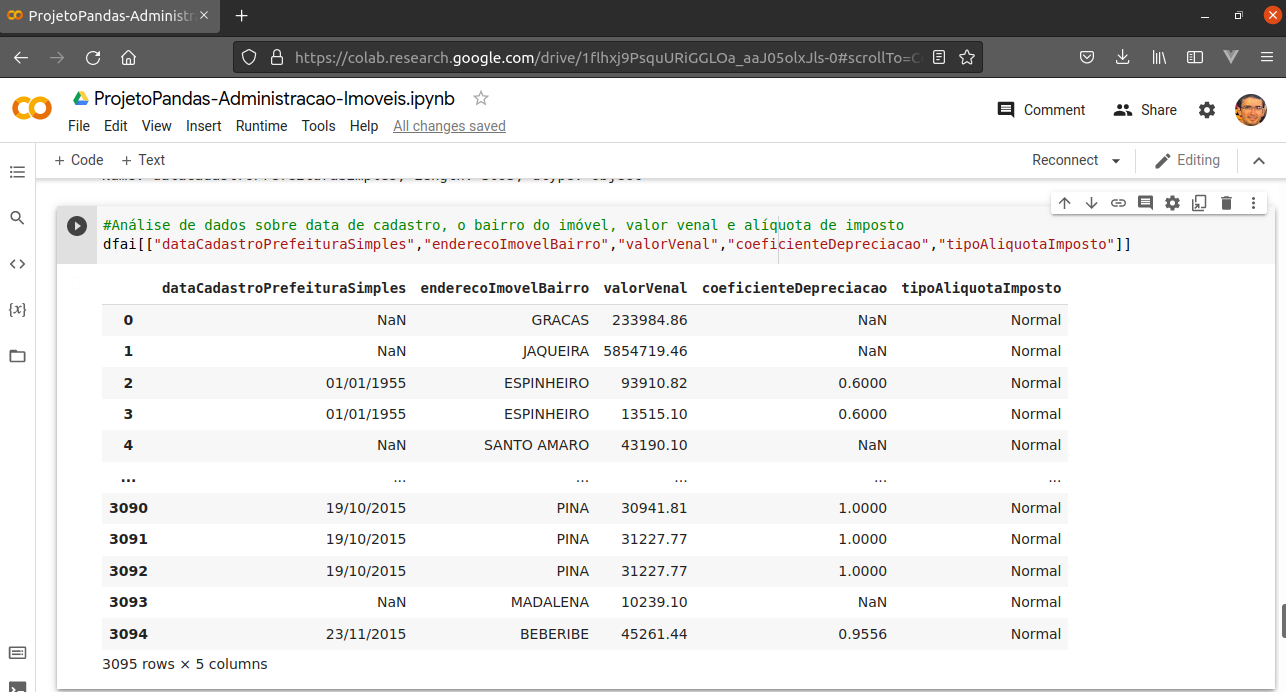 ProjetoPandas-Administr
https://colab.research.google.com/drive/1flhxj9PsquURiGGLOa_aaJ05olxJls-0#scrollTo=C
ProjetoPandas-Administracao-Imoveis.ipynb
File Edit View Insert Runtime Tools Help All changes saved
Comment Share
+ Code + Text Reconnect Editing
#Análise de dados sobre data de cadastro, o bairro do imóvel, valor venal e alíquota de imposto
dfai[["dataCadastroPrefeituraSimples","enderecoImovelBairro","valorVenal","coeficienteDepreciacao","tipoAliquotaImposto"]]
dataCadastroPrefeituraSimples enderecoImovelBairro valorVenal coeficienteDepreciacao tipoAliquotaImposto
0 NaN GRACAS 233984.86 NaN Normal
1 NaN JAQUEIRA 5854719.46 NaN Normal
2 01/01/1955 ESPINHEIRO 93910.82 0.6000 Normal
3 01/01/1955 ESPINHEIRO 13515.10 0.6000 Normal
4 NaN SANTO AMARO 43190.10 NaN Normal
... ... ... ... ... ...
3090 19/10/2015 PINA 30941.81 1.0000 Normal
3091 19/10/2015 PINA 31227.77 1.0000 Normal
3092 19/10/2015 PINA 31227.77 1.0000 Normal
3093 NaN MADALENA 10239.10 NaN Normal
3094 23/11/2015 BEBERIBE 45261.44 0.9556 Normal
3095 rows × 5 columns